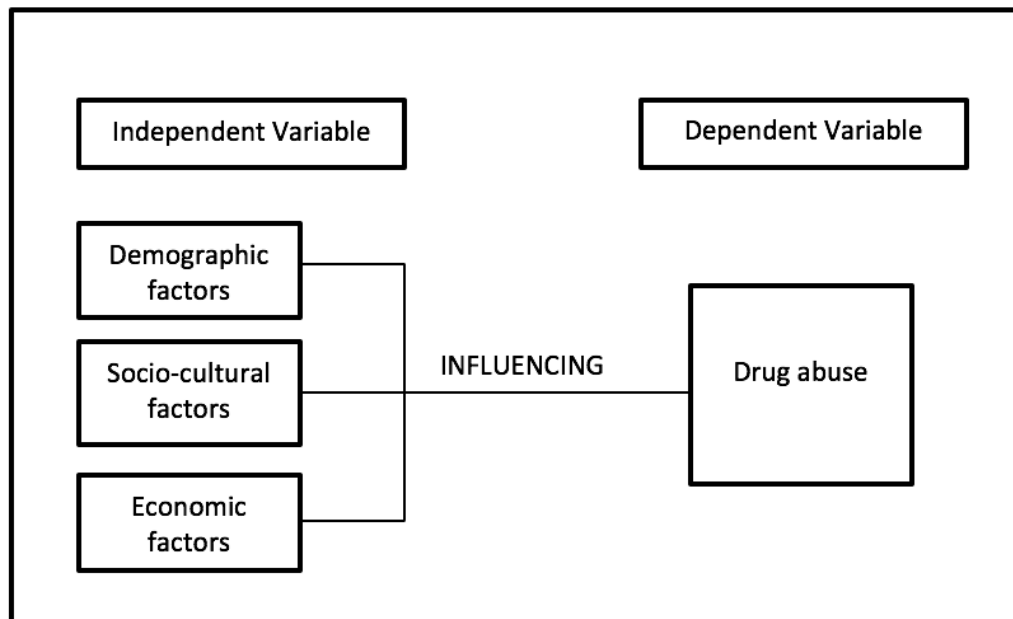 Independent Variable
Dependent Variable
Demographic
factors
Socio-cultural
factors
Economic
factors
INFLUENCING
Drug abuse